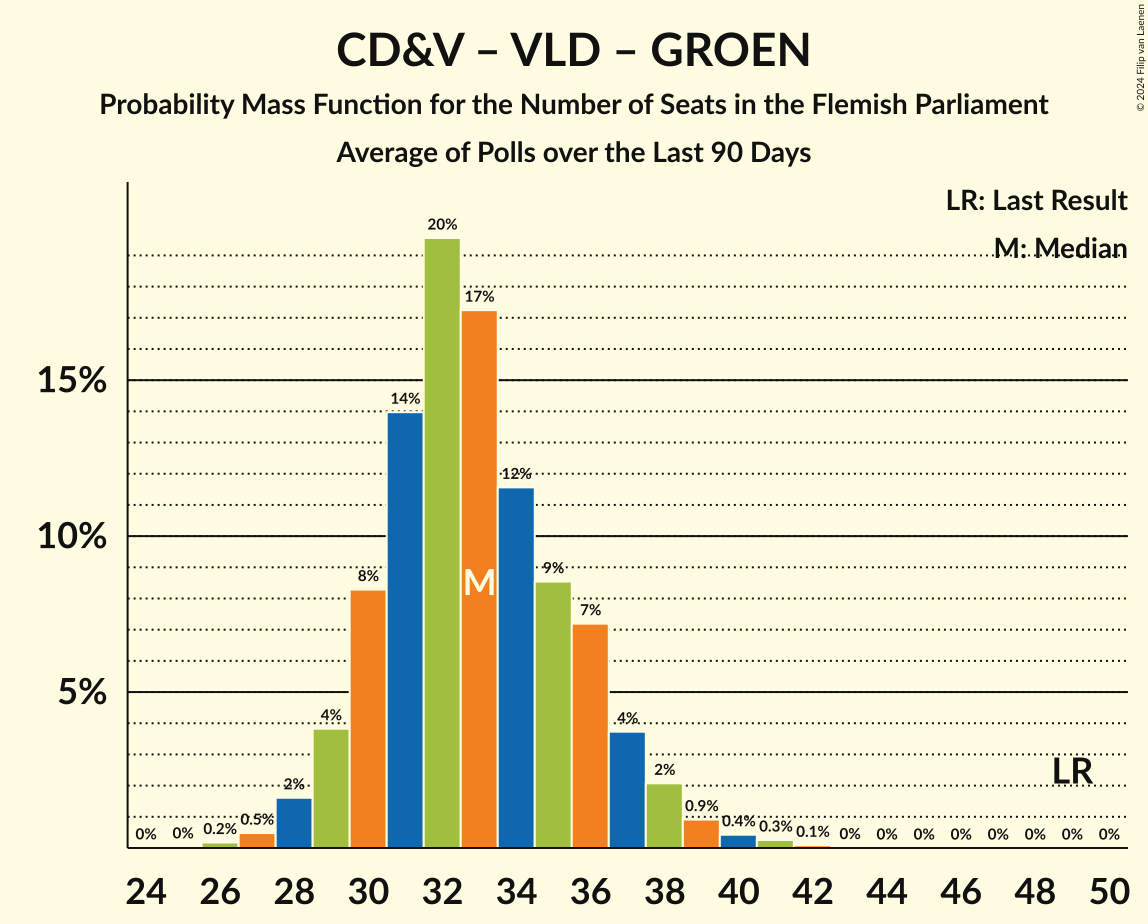 CD&V – VLD – GROEN
Probability Mass Function for the Number of Seats in the Flemish Parliament
Average of Polls over the Last 90 Days
© 2024 Filip van Laenen
LR: Last Result
M: Median
15%
10%
5%
0% 0% 0.2% 0.5% 2% 4% 8% 14% 20% 17% 12% 9% 7% 4% 2% 0.9% 0.4% 0.3% 0.1% 0% 0% 0% 0% 0% 0% 0% 0%
M
LR
24 26 28 30 32 34 36 38 40 42 44 46 48 50